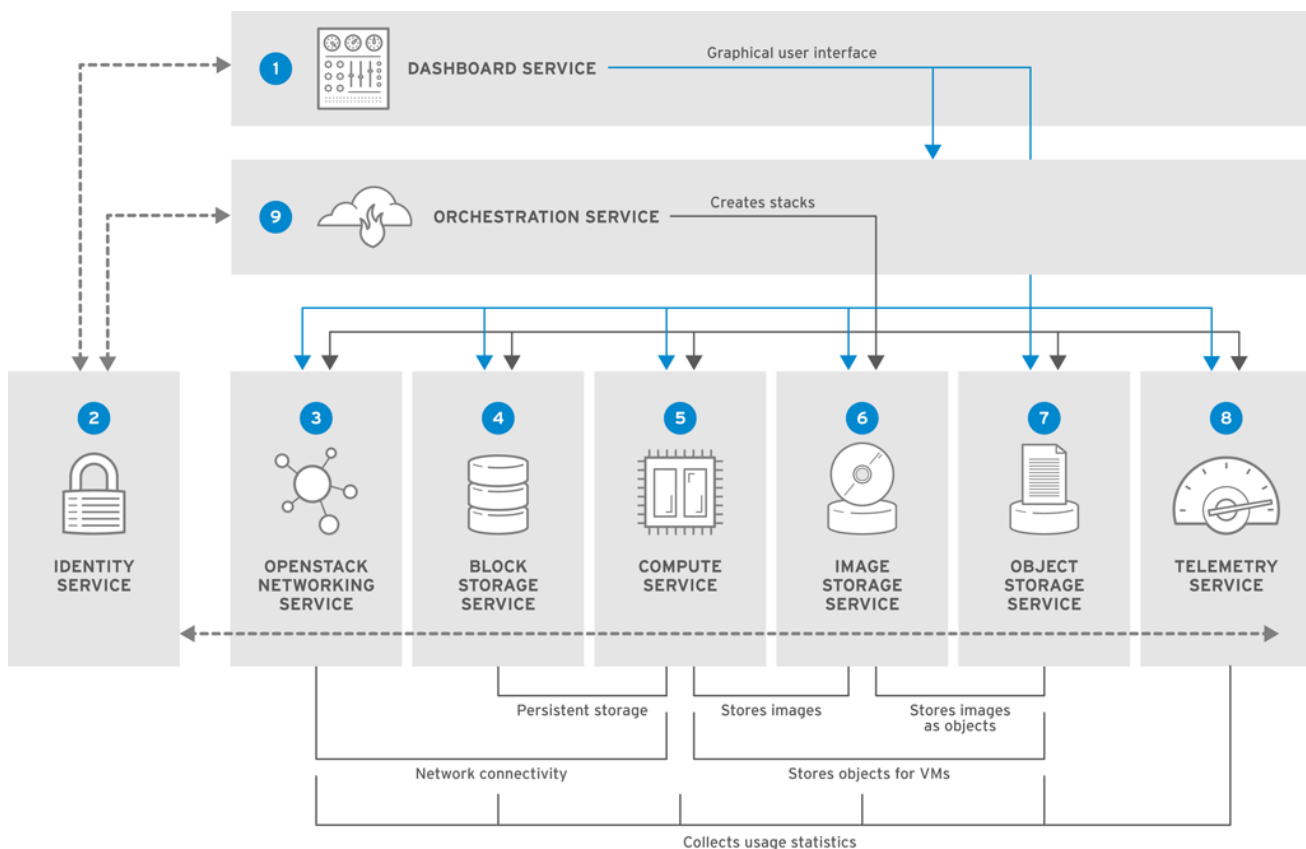 1
DASHBOARD SERVICE
Graphical user interface
9
ORCHESTRATION SERVICE
Creates stacks
2
IDENTITY
SERVICE
3
OPENSTACK
NETWORKING
SERVICE
4
BLOCK
STORAGE
SERVICE
5
COMPUTE
SERVICE
6
IMAGE
STORAGE
SERVICE
7
OBJECT
STORAGE
SERVICE
8
TELEMETRY
SERVICE
Persistent storage
Stores images
Stores images
as objects
Network connectivity
Stores objects for VMs
Collects usage statistics